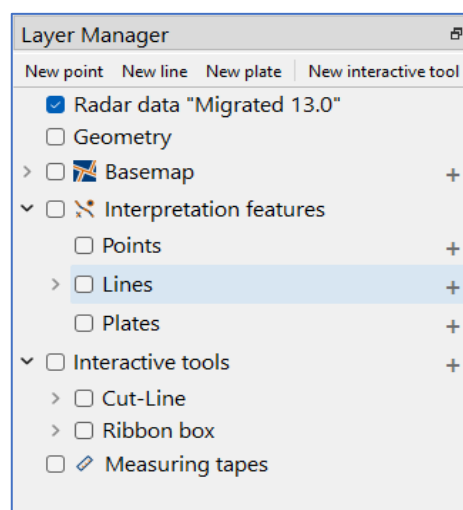 Layer Manager
New point New line New plate New interactive tool
Radar data "Migrated 13.0"
Geometry
Basemap +
Interpretation features
Points +
Lines +
Plates +
Interactive tools +
Cut-Line
Ribbon box
Measuring tapes